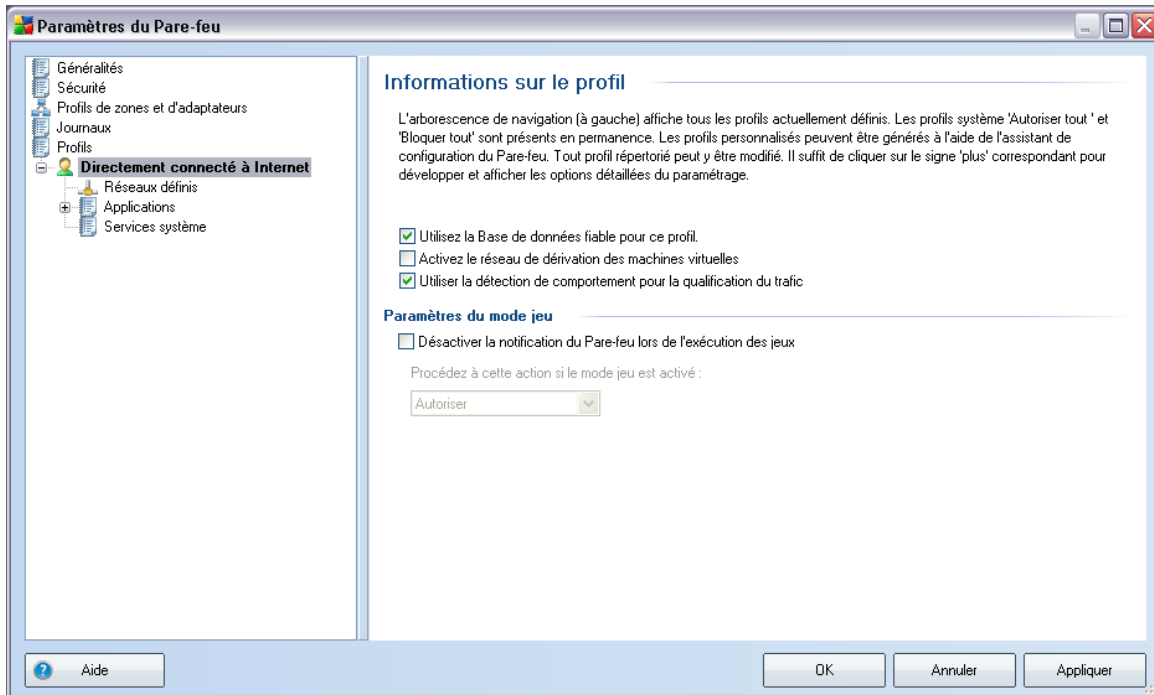 Paramètres du Pare-feu
Généralités
Sécurité
Profils de zones et d'adaptateurs
Journaux
Profils
Directement connecté à Internet
Réseaux définis
Applications
Services système
Informations sur le profil
L'arborescence de navigation (à gauche) affiche tous les profils actuellement définis. Les profils système 'Autoriser tout ' et
'Bloquer tout' sont présents en permanence. Les profils personnalisés peuvent être générés à l'aide de l'assistant de
configuration du Pare-feu. Tout profil répertorié peut y être modifié. Il suffit de cliquer sur le signe 'plus' correspondant pour
développer et afficher les options détaillées du paramétrage.
Utilisez la Base de données fiable pour ce profil.
Activez le réseau de dérivation des machines virtuelles
Utiliser la détection de comportement pour la qualification du trafic
Paramètres du mode jeu
Désactiver la notification du Pare-feu lors de l'exécution des jeux
Procédez à cette action si le mode jeu est activé :
Autoriser
Aide
OK
Annuler
Appliquer